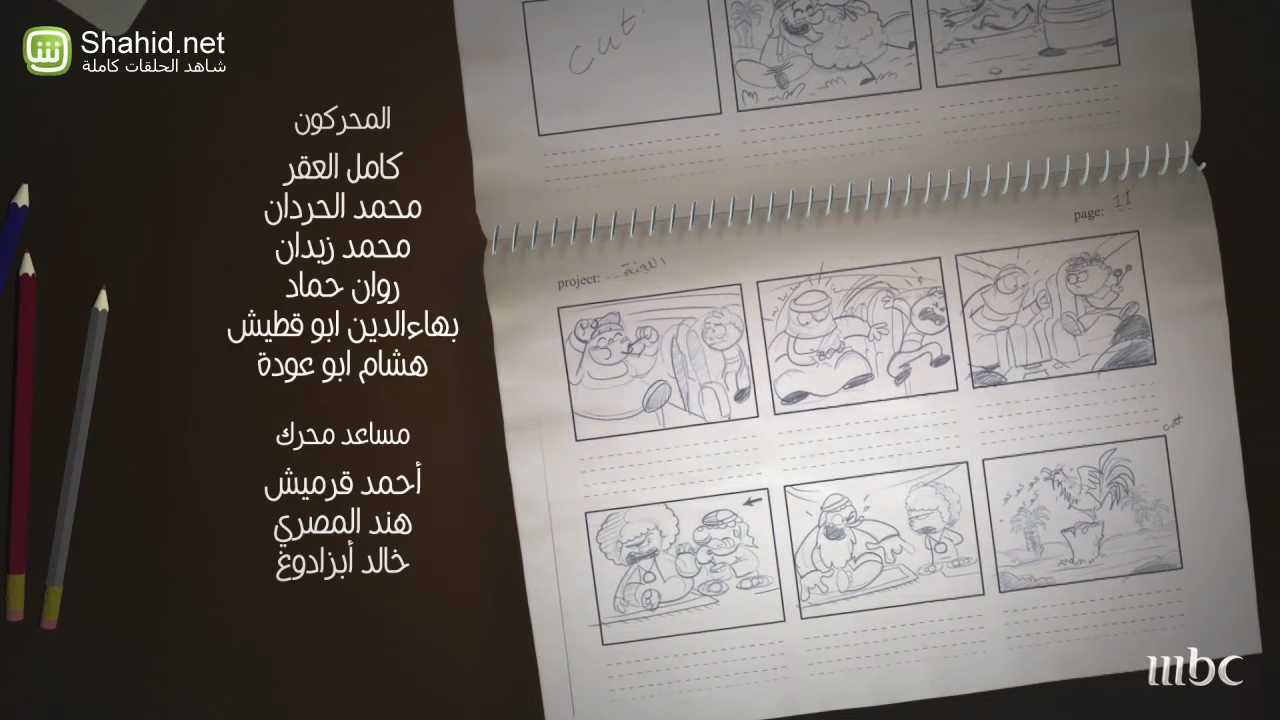 Shahid.net
شاهد الحلقات كاملة
المحركون
كامل العقر
محمد الحردان
محمد زيدان
روان حماد
بهاءالدين ابو قطيش
هشام ابو عودة
مساعد محرك
أحمد قرميش
هند المصري
خالد أبزادوغ
cut
page: 11
project:
cut
mbc